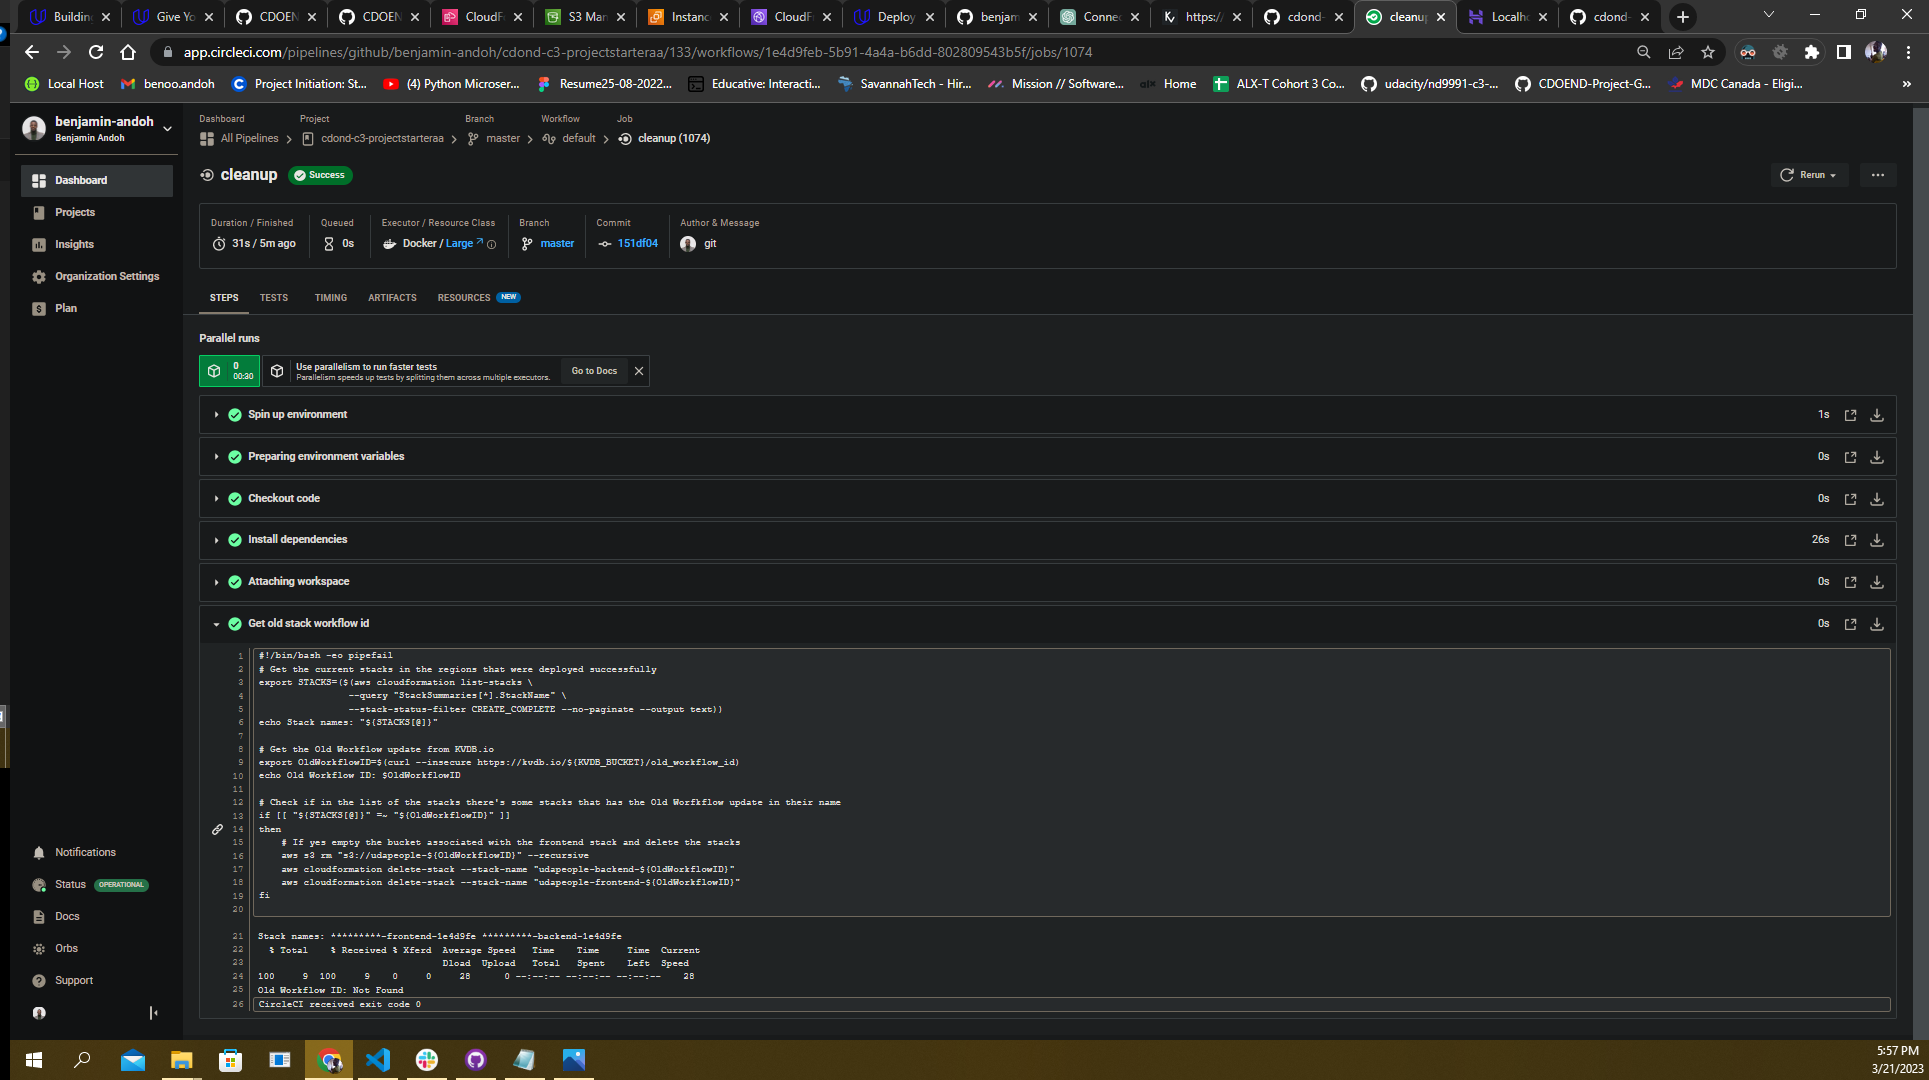 Building
Give Yo
CDOEN
CDOEN
CloudF
S3 Man
Instanc
CloudF
Deploy
benjam
Connec
https:/
cdond-
cleanup
Localho
cdond-
app.circleci.com/pipelines/github/benjamin-andoh/cdond-c3-projectstarteraa/133/workflows/1e4d9feb-5b91-4a4a-b6dd-802809543b5f/jobs/1074
Local Host
benoo.andoh
Project Initiation: St...
(4) Python Microser...
Resume25-08-2022...
Educative: Interacti...
SavannahTech - Hir...
Mission // Software...
alx Home
ALX-T Cohort 3 Co...
udacity/nd9991-c3-...
CDOEND-Project-G...
MDC Canada - Eligi...
»
benjamin-andoh
Benjamin Andoh
Dashboard
Projects
Insights
Organization Settings
Plan
Notifications
Status OPERATIONAL
Docs
Orbs
Support
Dashboard Project Branch Workflow Job
All Pipelines cdond-c3-projectstarteraa master default cleanup (1074)
cleanup Success
Rerun
Duration / Finished Queued Executor / Resource Class Branch Commit Author & Message
31s / 5m ago 0s Docker / Large master 151df04 git
STEPS TESTS TIMING ARTIFACTS RESOURCES NEW
Parallel runs
0
00:30
Use parallelism to run faster tests
Parallelism speeds up tests by splitting them across multiple executors.
Go to Docs
Spin up environment 1s
Preparing environment variables 0s
Checkout code 0s
Install dependencies 26s
Attaching workspace 0s
Get old stack workflow id 0s
1 #!/bin/bash -eo pipefail
2 # Get the current stacks in the regions that were deployed successfully
3 export STACKS=($(aws cloudformation list-stacks \
4 --query "StackSummaries[*].StackName" \
5 --stack-status-filter CREATE_COMPLETE --no-paginate --output text))
6 echo Stack names: "${STACKS[@]}"
7
8 # Get the Old Workflow update from KVDB.io
9 export OldWorkflowID=$(curl --insecure https://kvdb.io/${KVDB_BUCKET}/old_workflow_id)
10 echo Old Workflow ID: $OldWorkflowID
11
12 # Check if in the list of the stacks there's some stacks that has the Old Worfkflow update in their name
13 if [[ "${STACKS[@]}" =~ "${OldWorkflowID}" ]]
14 then
15 # If yes empty the bucket associated with the frontend stack and delete the stacks
16 aws s3 rm "s3://udapeople-${OldWorkflowID}" --recursive
17 aws cloudformation delete-stack --stack-name "udapeople-backend-${OldWorkflowID}"
18 aws cloudformation delete-stack --stack-name "udapeople-frontend-${OldWorkflowID}"
19 fi
20
21 Stack names: *********-frontend-1e4d9fe *********-backend-1e4d9fe
22 % Total % Received % Xferd Average Speed Time Time Time Current
23 Dload Upload Total Spent Left Speed
24 100 9 100 9 0 0 28 0 --:--:-- --:--:-- --:--:-- 28
25 Old Workflow ID: Not Found
26 CircleCI received exit code 0
5:57 PM
3/21/2023